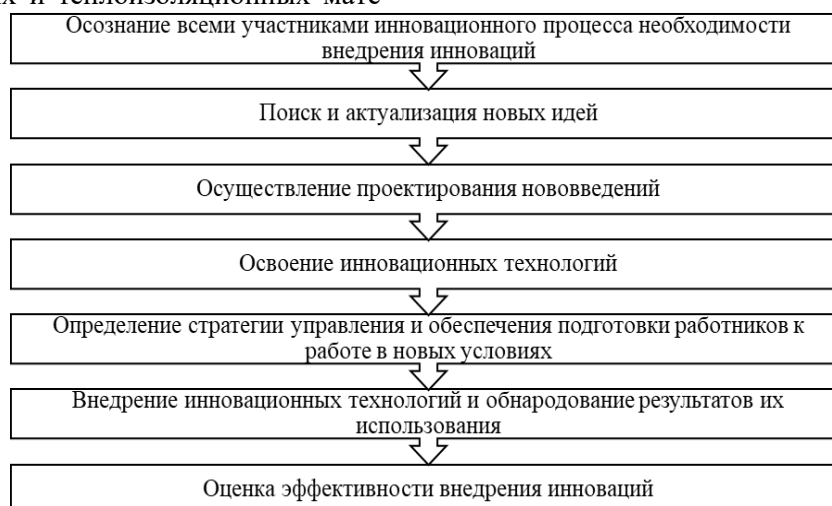 и теплоизоляционных мате
Осознание всеми участниками инновационного процесса необходимости
внедрения инноваций
Поиск и актуализация новых идей
Осуществление проектирования нововведений
Освоение инновационных технологий
Определение стратегии управления и обеспечения подготовки работников к
работе в новых условиях
Внедрение инновационных технологий и обнародование результатов их
использования
Оценка эффективности внедрения инноваций